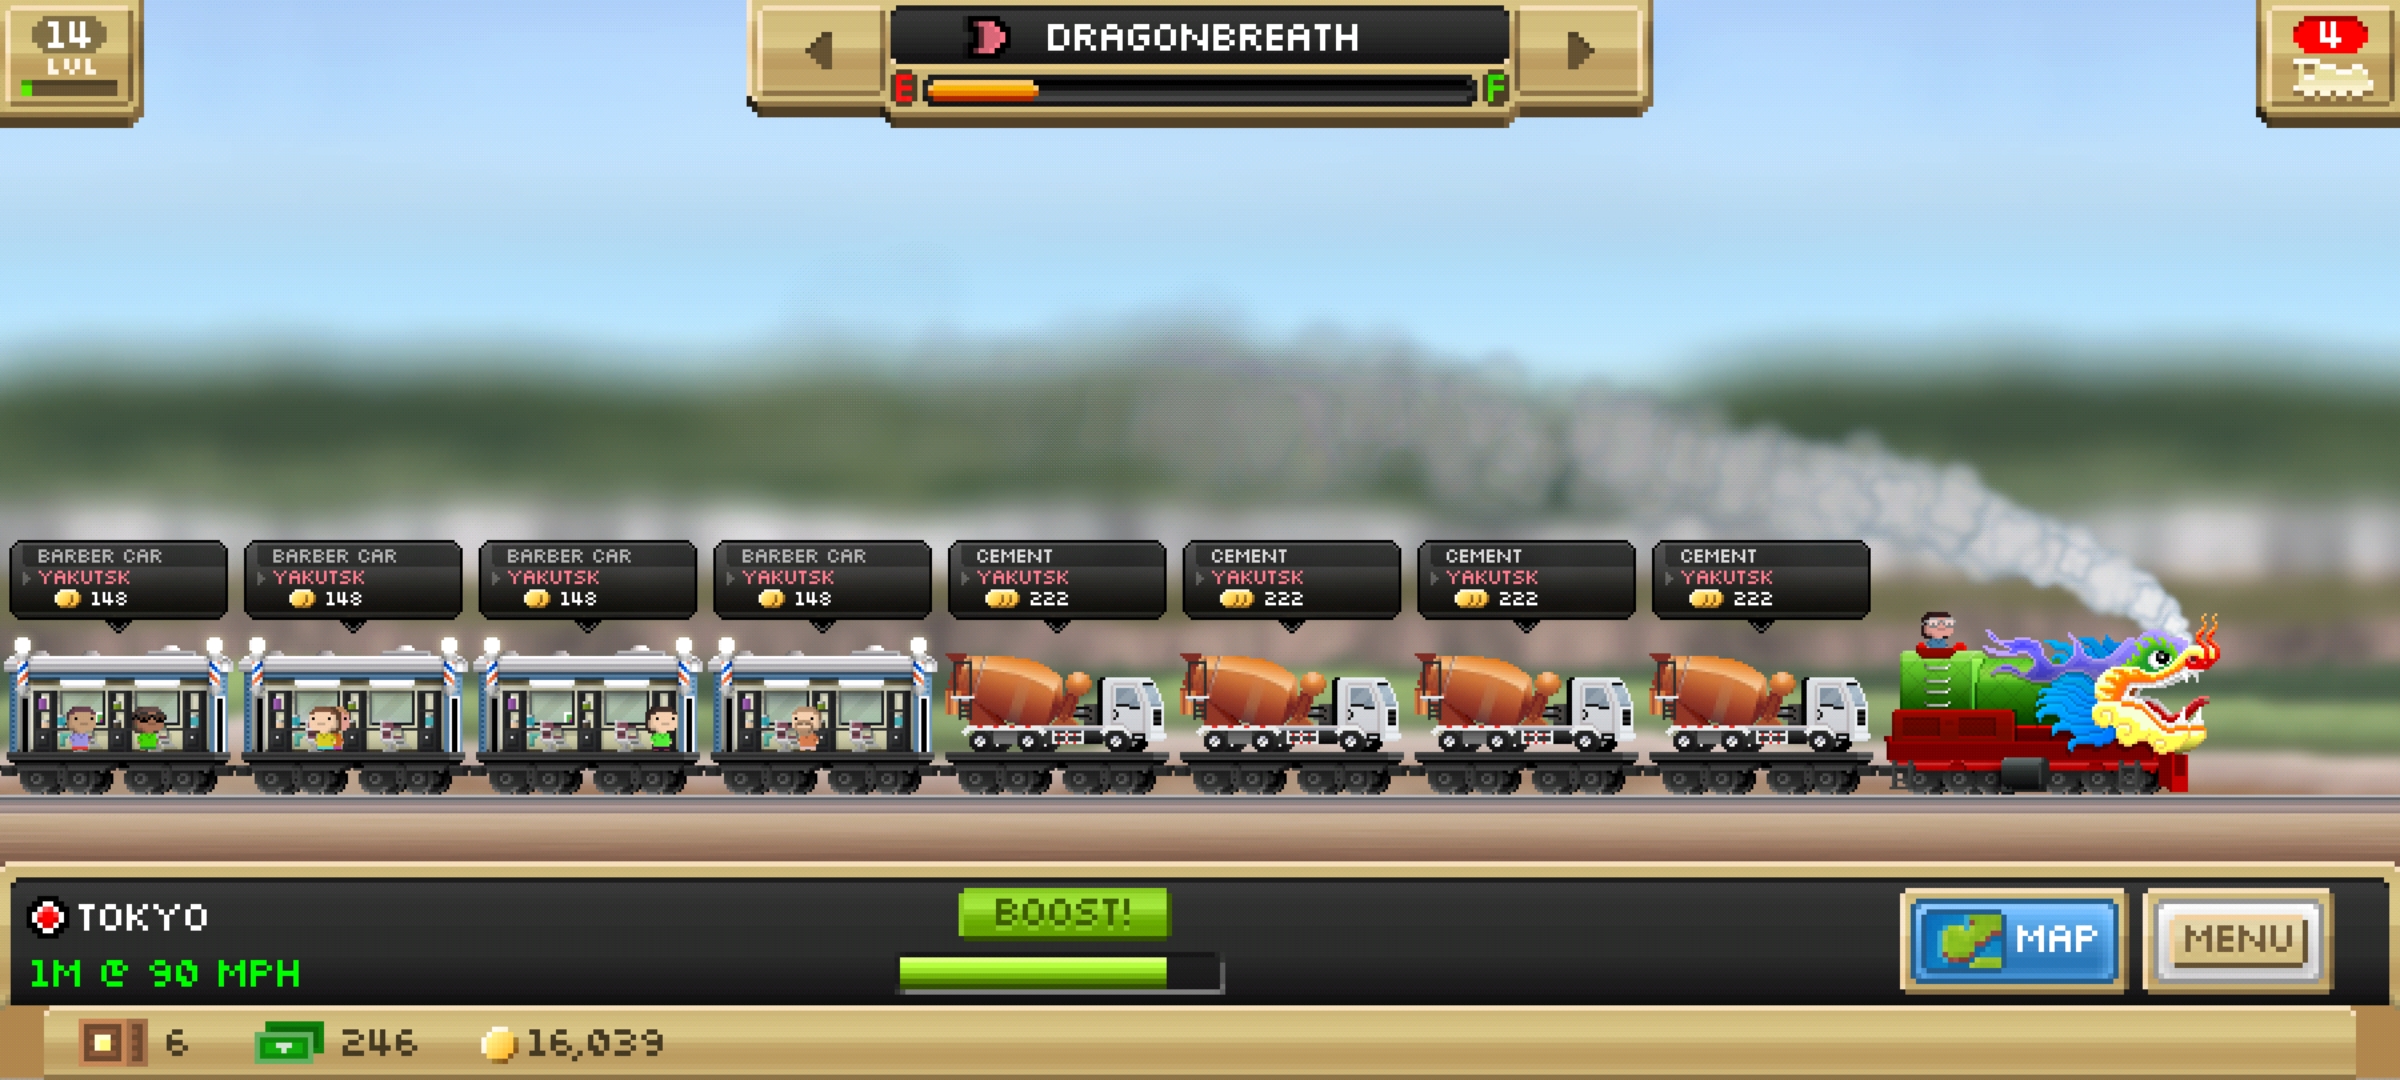 14
LVL
DRAGONBREATH
E
F
4
BARBER CAR
YAKUTSK
148
BARBER CAR
YAKUTSK
148
BARBER CAR
YAKUTSK
148
BARBER CAR
YAKUTSK
148
CEMENT
YAKUTSK
222
CEMENT
YAKUTSK
222
CEMENT
YAKUTSK
222
CEMENT
YAKUTSK
222
TOKYO
1M @ 90 MPH
BOOST!
MAP
MENU
6
246
16,039